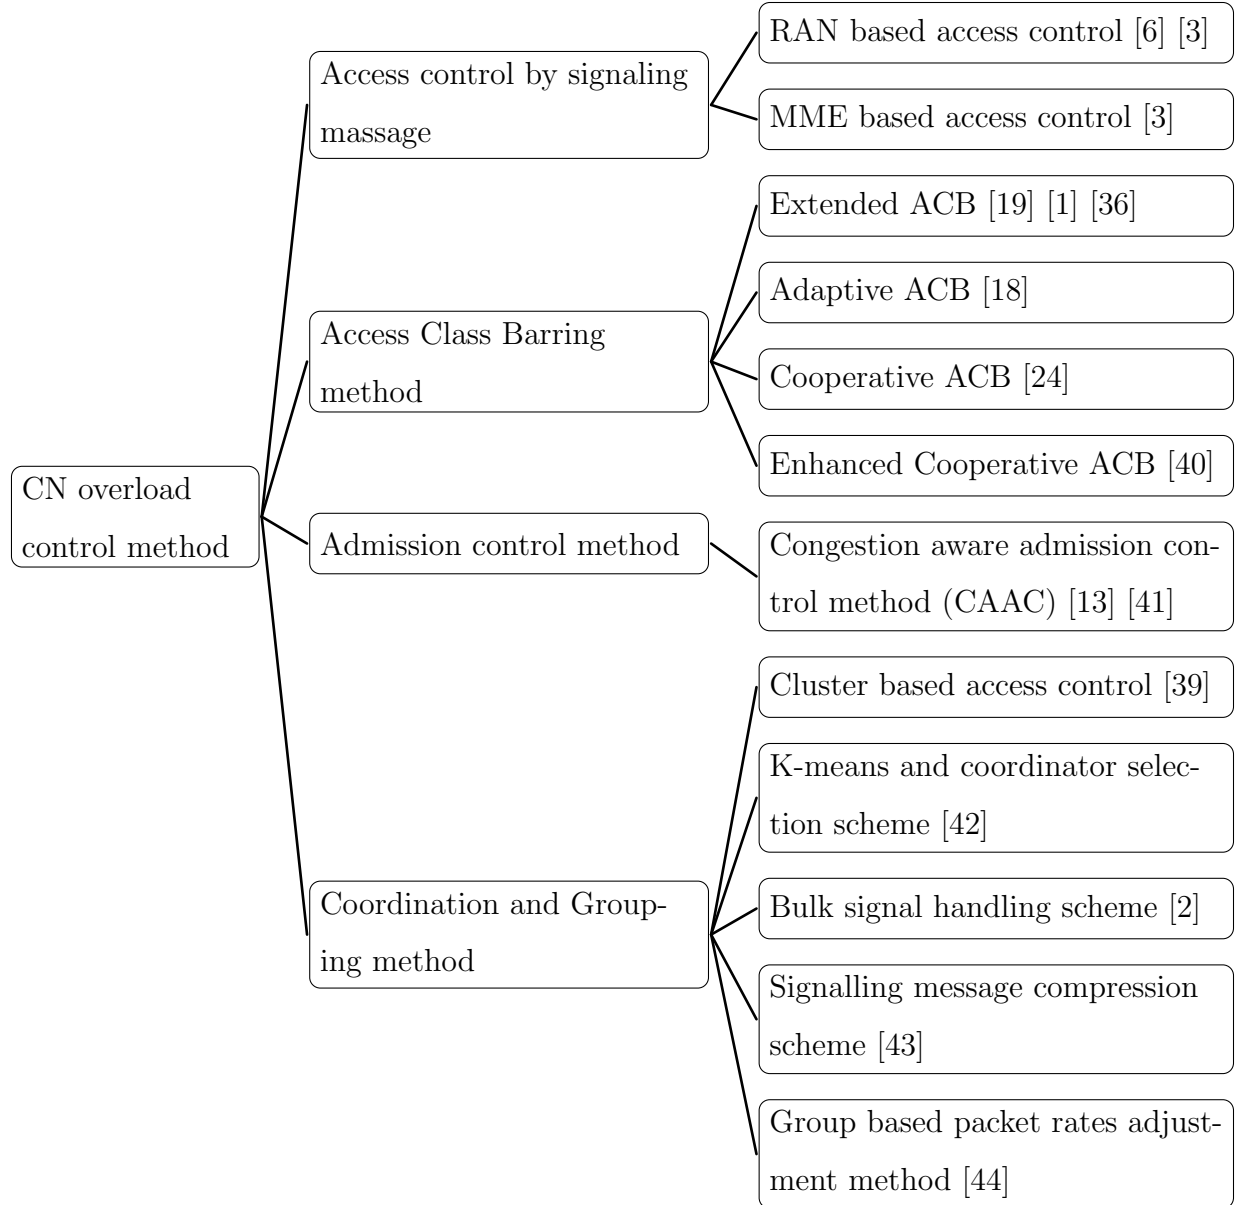 CN overload
control method
Access control by signaling
massage
RAN based access control [6] [3]
MME based access control [3]
Access Class Barring
method
Extended ACB [19] [1] [36]
Adaptive ACB [18]
Cooperative ACB [24]
Enhanced Cooperative ACB [40]
Admission control method
Congestion aware admission con-
trol method (CAAC) [13] [41]
Coordination and Group-
ing method
Cluster based access control [39]
K-means and coordinator selec-
tion scheme [42]
Bulk signal handling scheme [2]
Signalling message compression
scheme [43]
Group based packet rates adjust-
ment method [44]